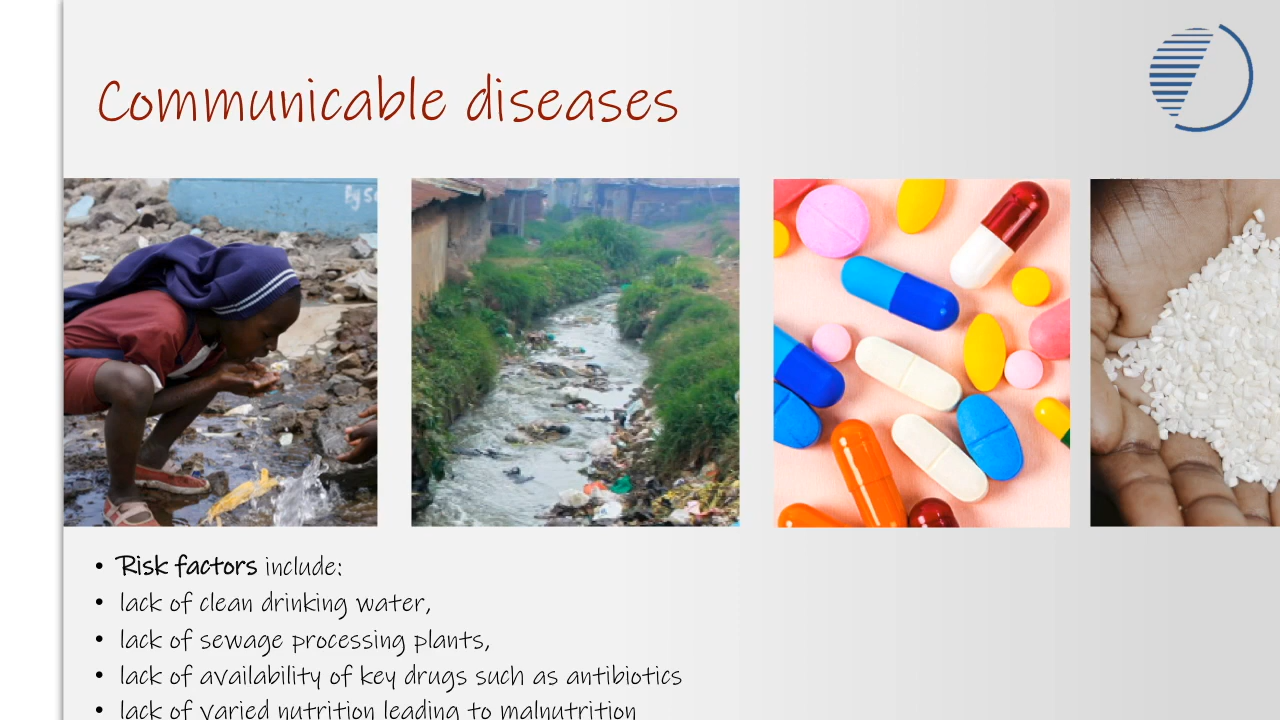 Communicable diseases
• Risk factors include:
• lack of clean drinking water,
• lack of sewage processing plants,
• lack of availability of key drugs such as antibiotics
• lack of varied nutrition leading to malnutrition